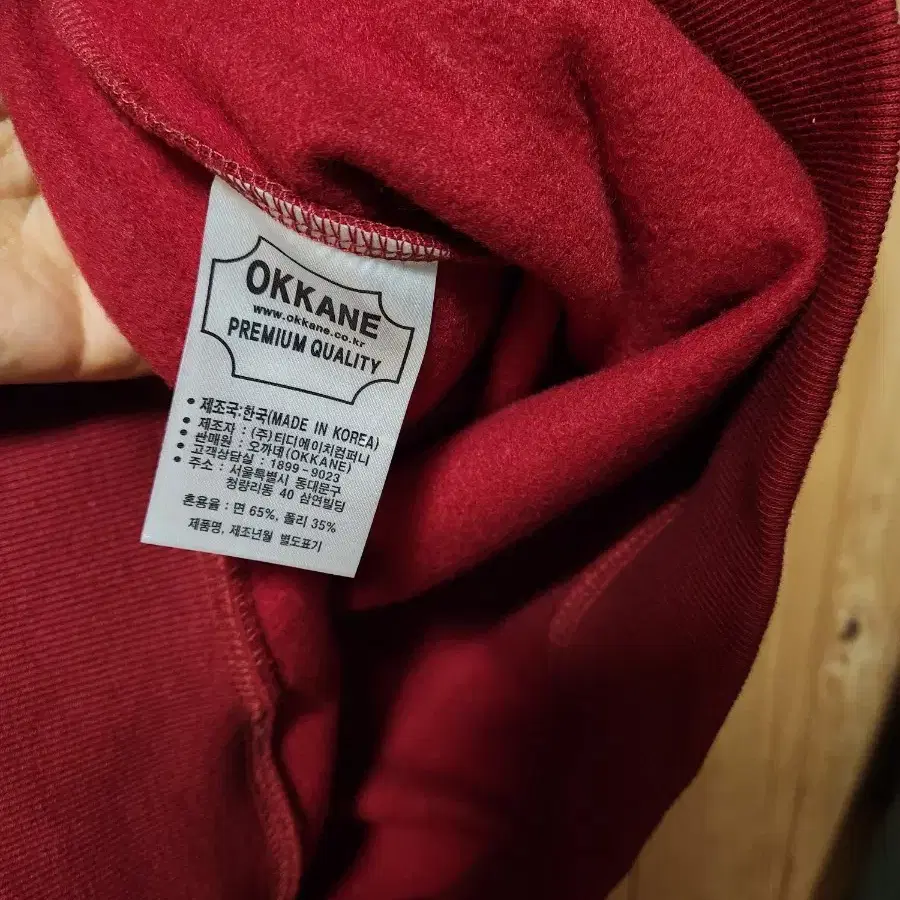 OKKANE
www.okkane.co.kr
PREMIUM QUALITY
• 제조국:한국(MADE IN KOREA)
• 제조자 : (주)티디에이치컴퍼니
• 판매원 : 오까네(OKKANE)
• 고객상담실 : 1899-9023
• 주소 : 서울특별시 동대문구
청량리동 40 삼연빌딩
혼용율 : 면 65%, 폴리 35%
제품명, 제조년월 별도표기